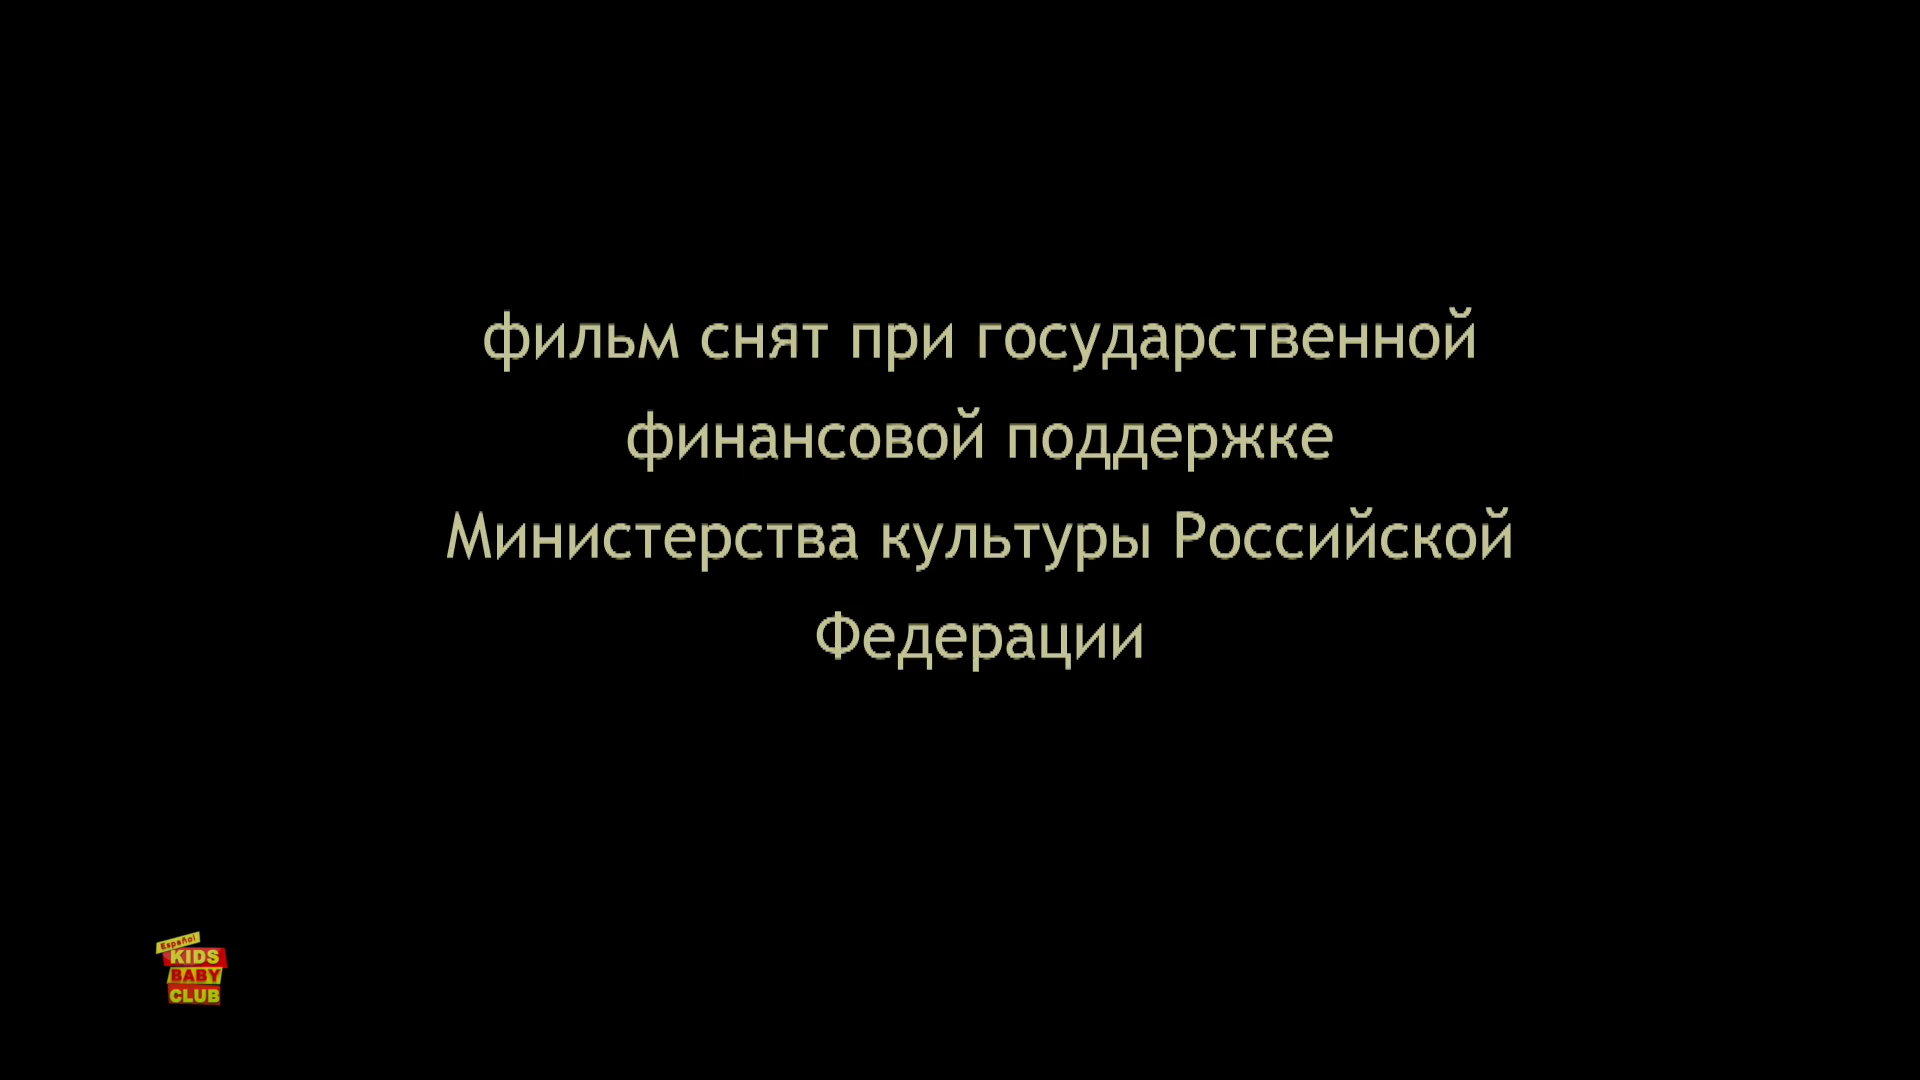 фильм снят при государственной
финансовой поддержке
Министерства культуры Российской
Федерации
Español
KIDS
BABY
CLUB